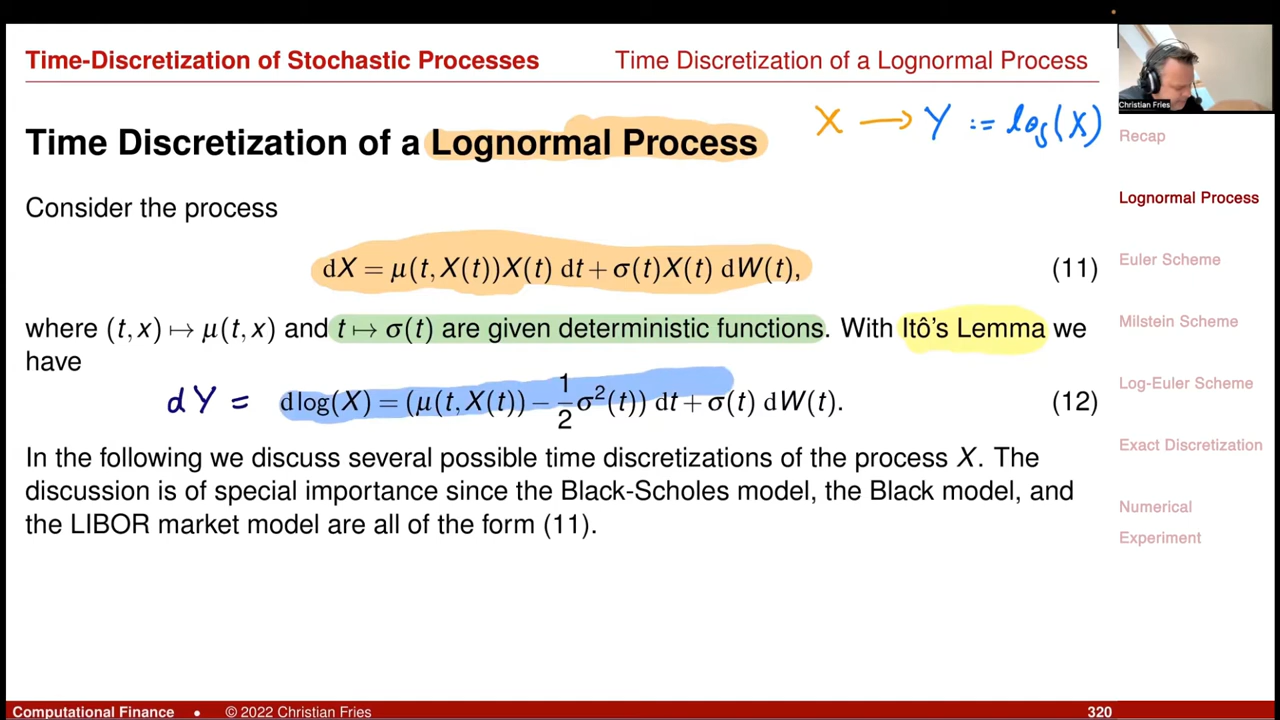 Time-Discretization of Stochastic Processes
Time Discretization of a Lognormal Process
Christian Fries
X ⟶ Y := log(X)
Time Discretization of a Lognormal Process
Consider the process
dX = μ(t, X(t))X(t) dt + σ(t)X(t) dW(t), (11)
where (t, x) ↦ μ(t, x) and t ↦ σ(t) are given deterministic functions. With Itô's Lemma we
have
dY = d log(X) = (μ(t, X(t)) − 1/2 σ²(t)) dt + σ(t) dW(t). (12)
In the following we discuss several possible time discretizations of the process X. The
discussion is of special importance since the Black-Scholes model, the Black model, and
the LIBOR market model are all of the form (11).
Recap
Lognormal Process
Euler Scheme
Milstein Scheme
Log-Euler Scheme
Exact Discretization
Numerical
Experiment
Computational Finance • © 2022 Christian Fries 320